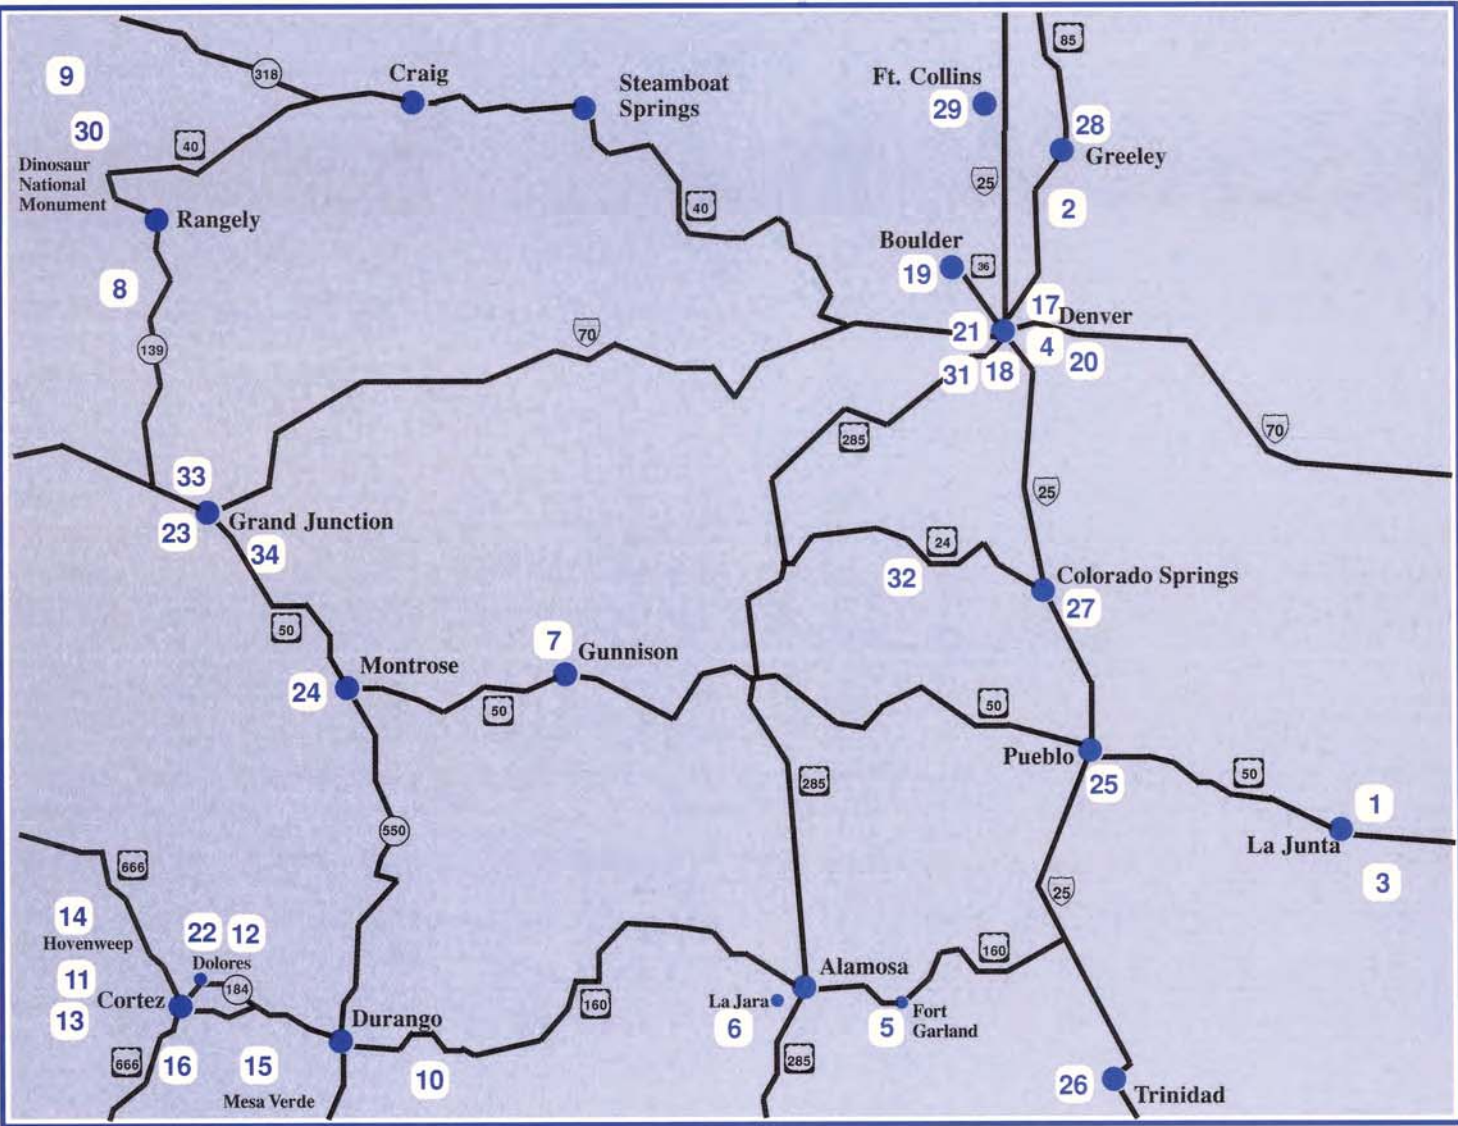 85
9
318
Craig
Steamboat
Springs
Ft. Collins
29
28
Greeley
30
40
Dinosaur
National
Monument
Rangely
25
40
2
Boulder
19
36
8
17
Denver
21
4
20
31
18
70
139
285
70
33
23
Grand Junction
34
25
24
32
Colorado Springs
27
50
7
Gunnison
Montrose
24
50
50
Pueblo
25
285
50
1
La Junta
3
550
666
14
Hovenweep
22
12
Dolores
11
184
Cortez
13
25
160
Alamosa
La Jara
6
5
Fort
Garland
160
Durango
666
16
15
Mesa Verde
10
285
26
Trinidad